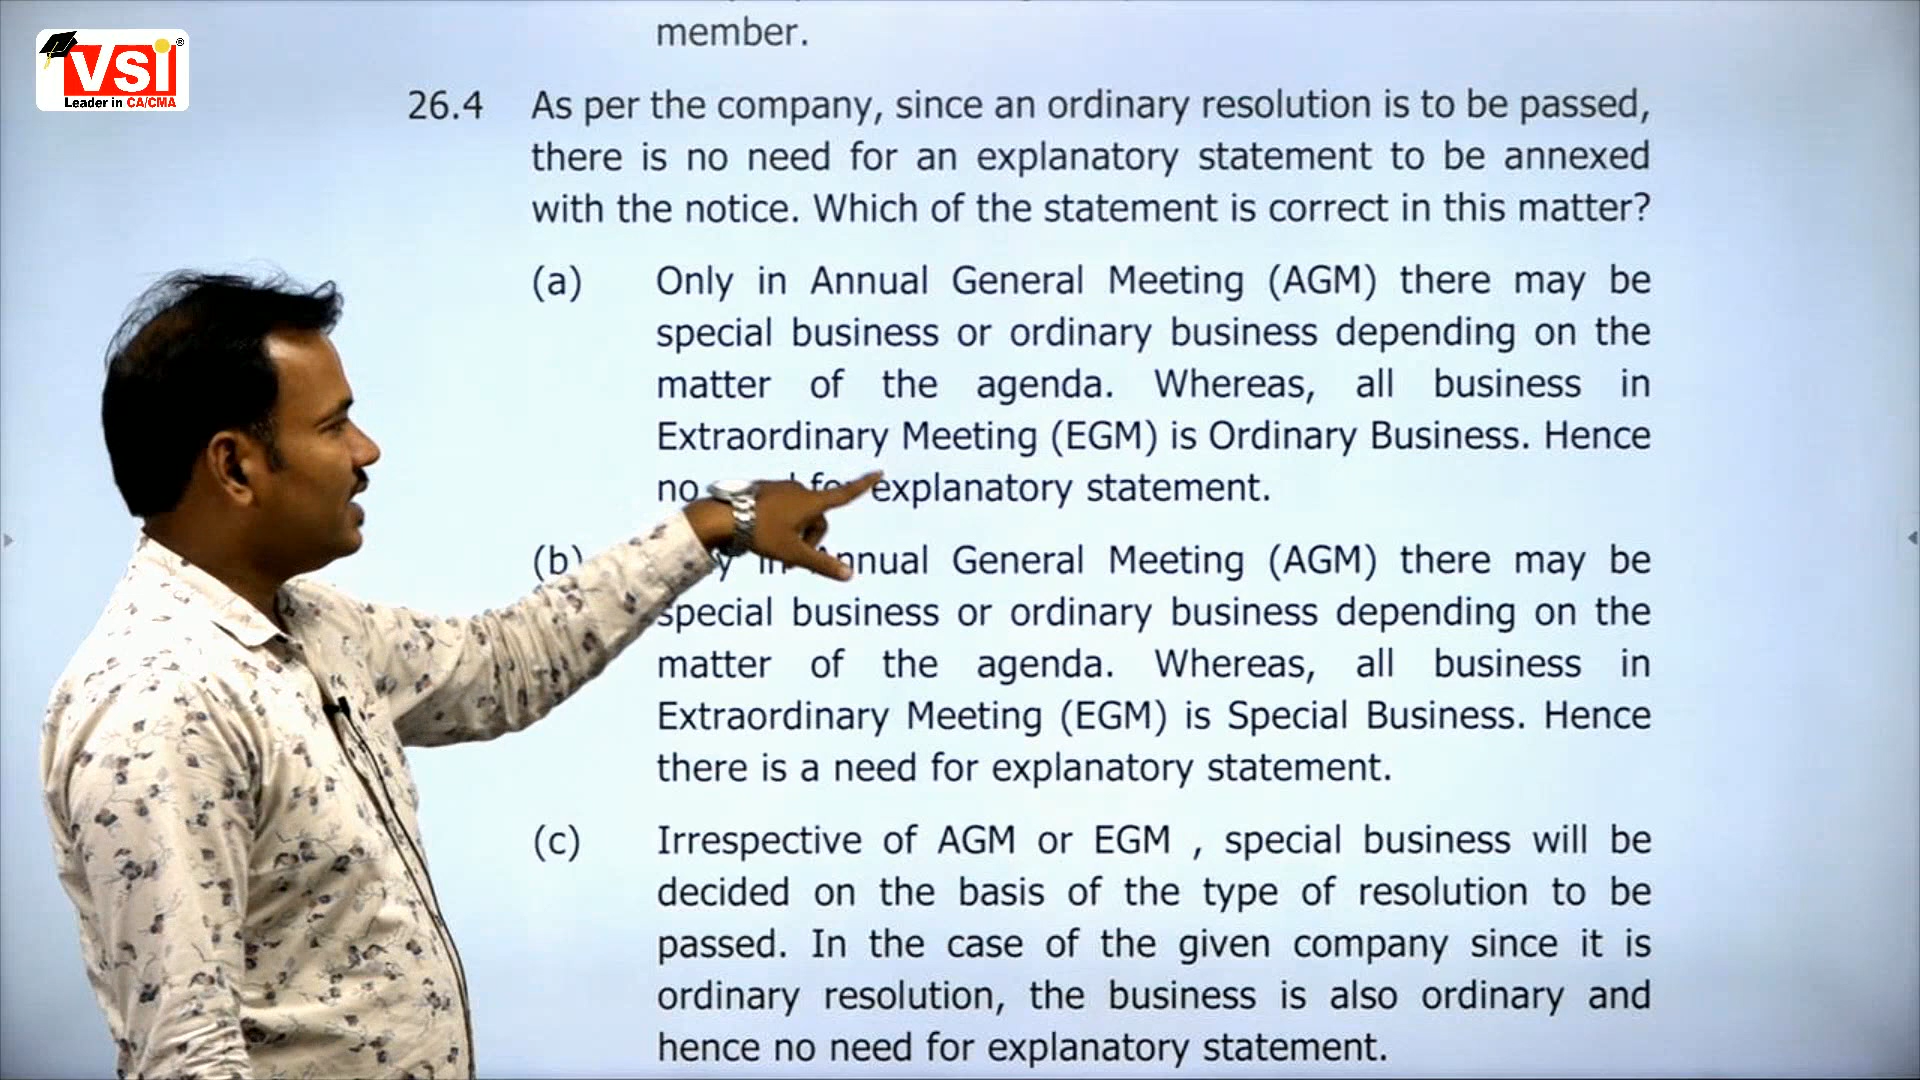 VSI®
Leader in CA/CMA
member.
26.4 As per the company, since an ordinary resolution is to be passed,
there is no need for an explanatory statement to be annexed
with the notice. Which of the statement is correct in this matter?
(a) Only in Annual General Meeting (AGM) there may be
special business or ordinary business depending on the
matter of the agenda. Whereas, all business in
Extraordinary Meeting (EGM) is Ordinary Business. Hence
no for explanatory statement.
(b) in Annual General Meeting (AGM) there may be
special business or ordinary business depending on the
matter of the agenda. Whereas, all business in
Extraordinary Meeting (EGM) is Special Business. Hence
there is a need for explanatory statement.
(c) Irrespective of AGM or EGM , special business will be
decided on the basis of the type of resolution to be
passed. In the case of the given company since it is
ordinary resolution, the business is also ordinary and
hence no need for explanatory statement.